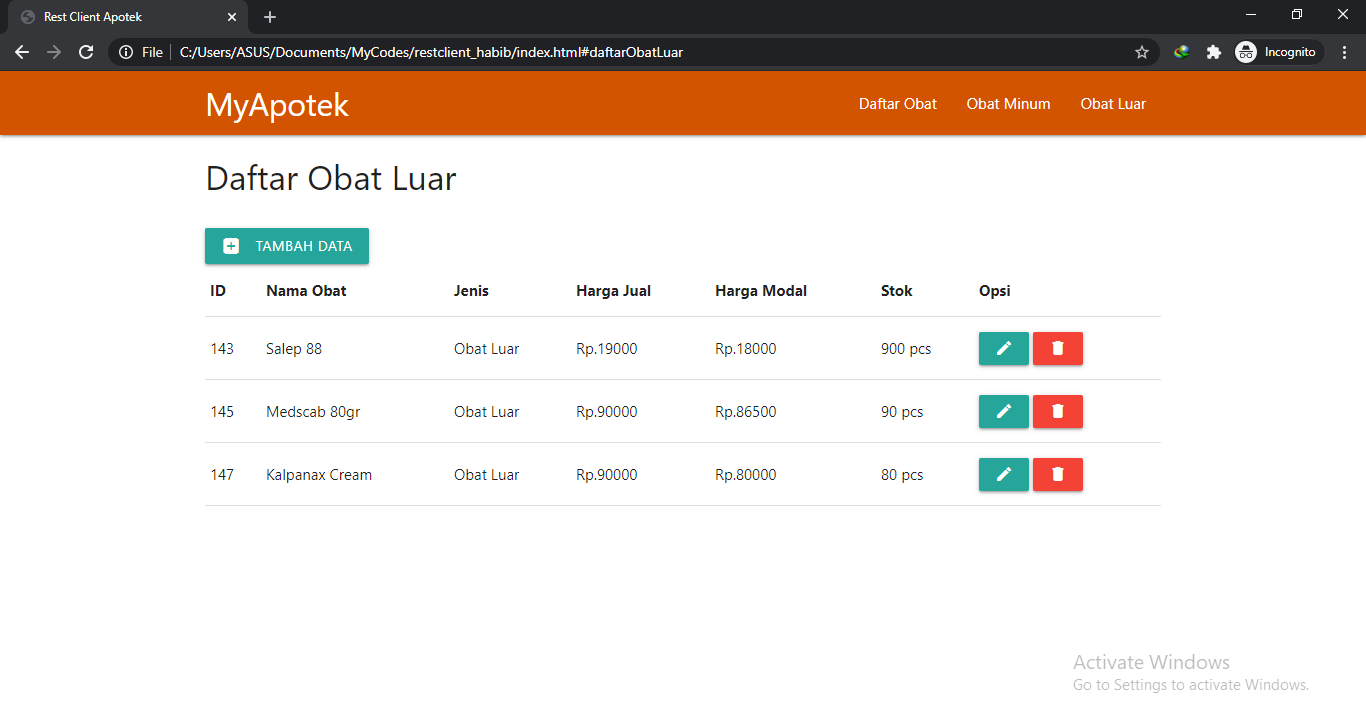 Rest Client Apotek
File C:/Users/ASUS/Documents/MyCodes/restclient_habib/index.html#daftarObatLuar Incognito
MyApotek Daftar Obat Obat Minum Obat Luar
Daftar Obat Luar
TAMBAH DATA
ID Nama Obat Jenis Harga Jual Harga Modal Stok Opsi
143 Salep 88 Obat Luar Rp.19000 Rp.18000 900 pcs
145 Medscab 80gr Obat Luar Rp.90000 Rp.86500 90 pcs
147 Kalpanax Cream Obat Luar Rp.90000 Rp.80000 80 pcs
Activate Windows
Go to Settings to activate Windows.